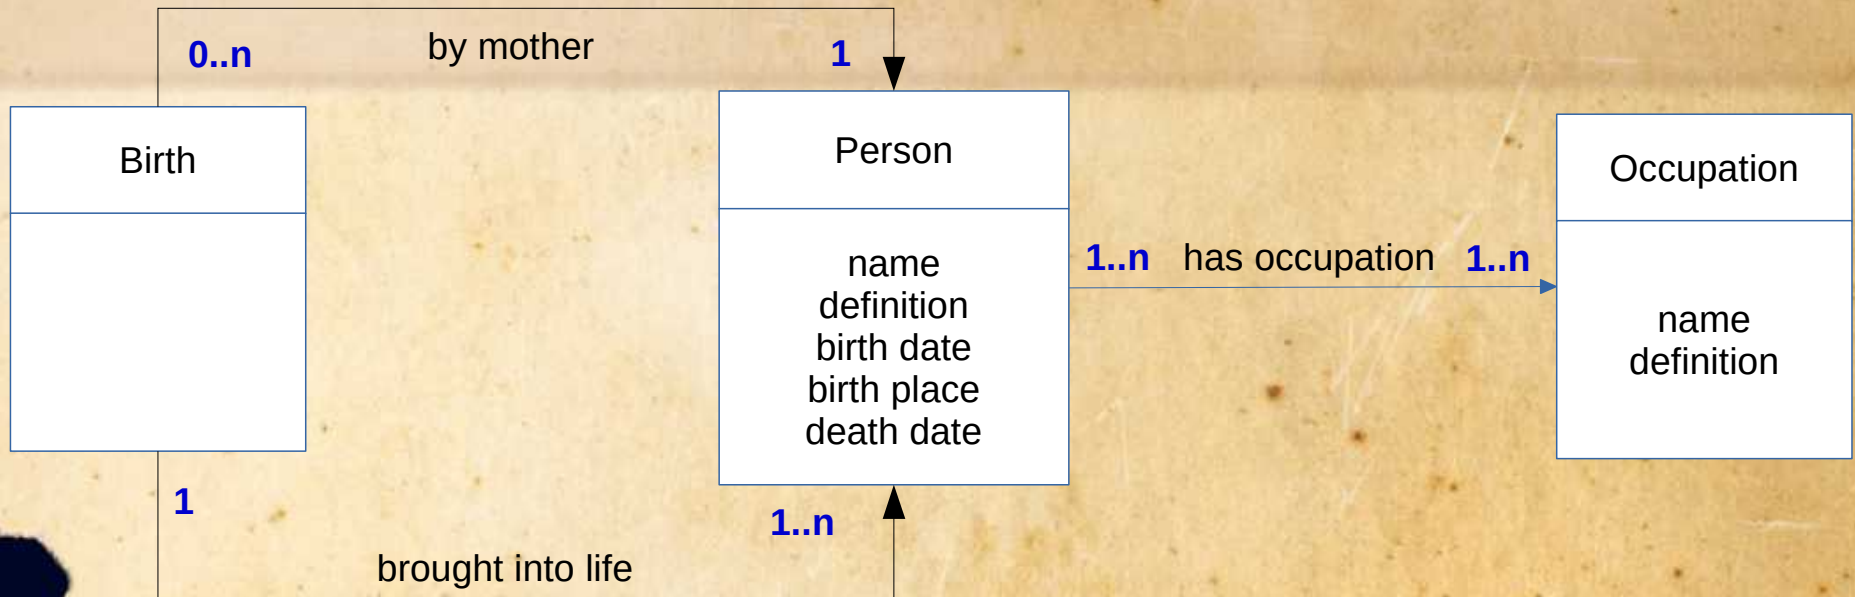 0..n by mother 1
Birth
Person
name
definition
birth date
birth place
death date
1..n has occupation 1..n
Occupation
name
definition
1
1..n
brought into life